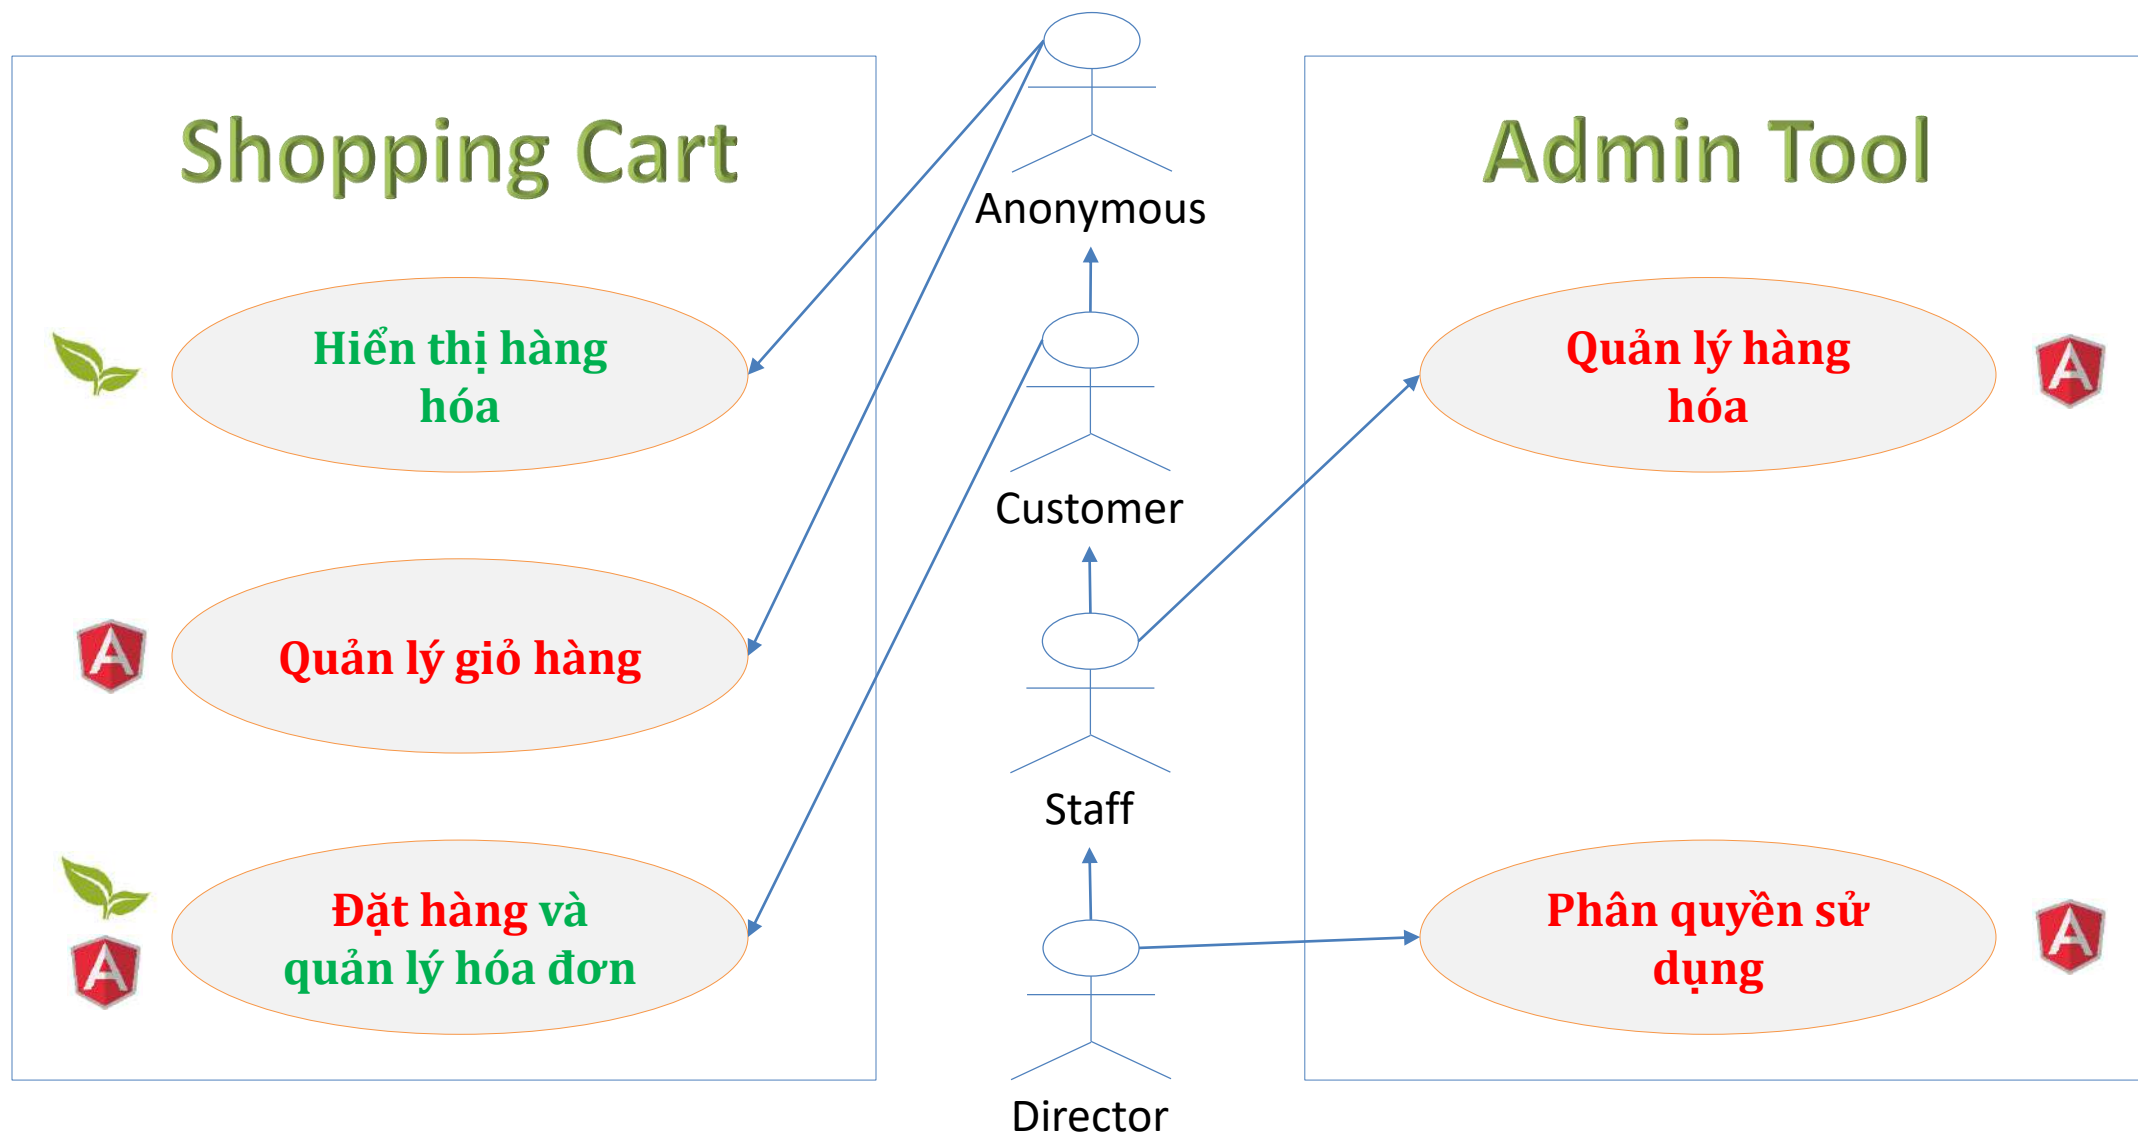 Shopping Cart
Hiển thị hàng
hóa
Quản lý giỏ hàng
Đặt hàng và
quản lý hóa đơn
Anonymous
Customer
Staff
Director
Admin Tool
Quản lý hàng
hóa
Phân quyền sử
dụng